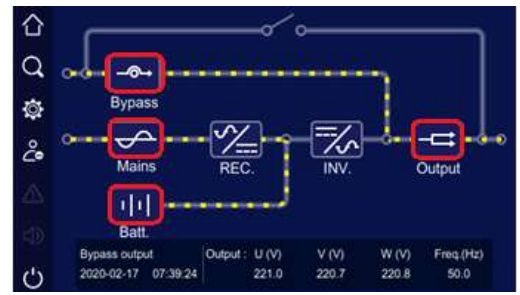 Bypass
Mains
REC.
INV.
Output
Batt.
Bypass output
Output : U (V) V (V) W (V) Freq.(Hz)
2020-02-17 07:39:24 221.0 220.7 220.8 50.0